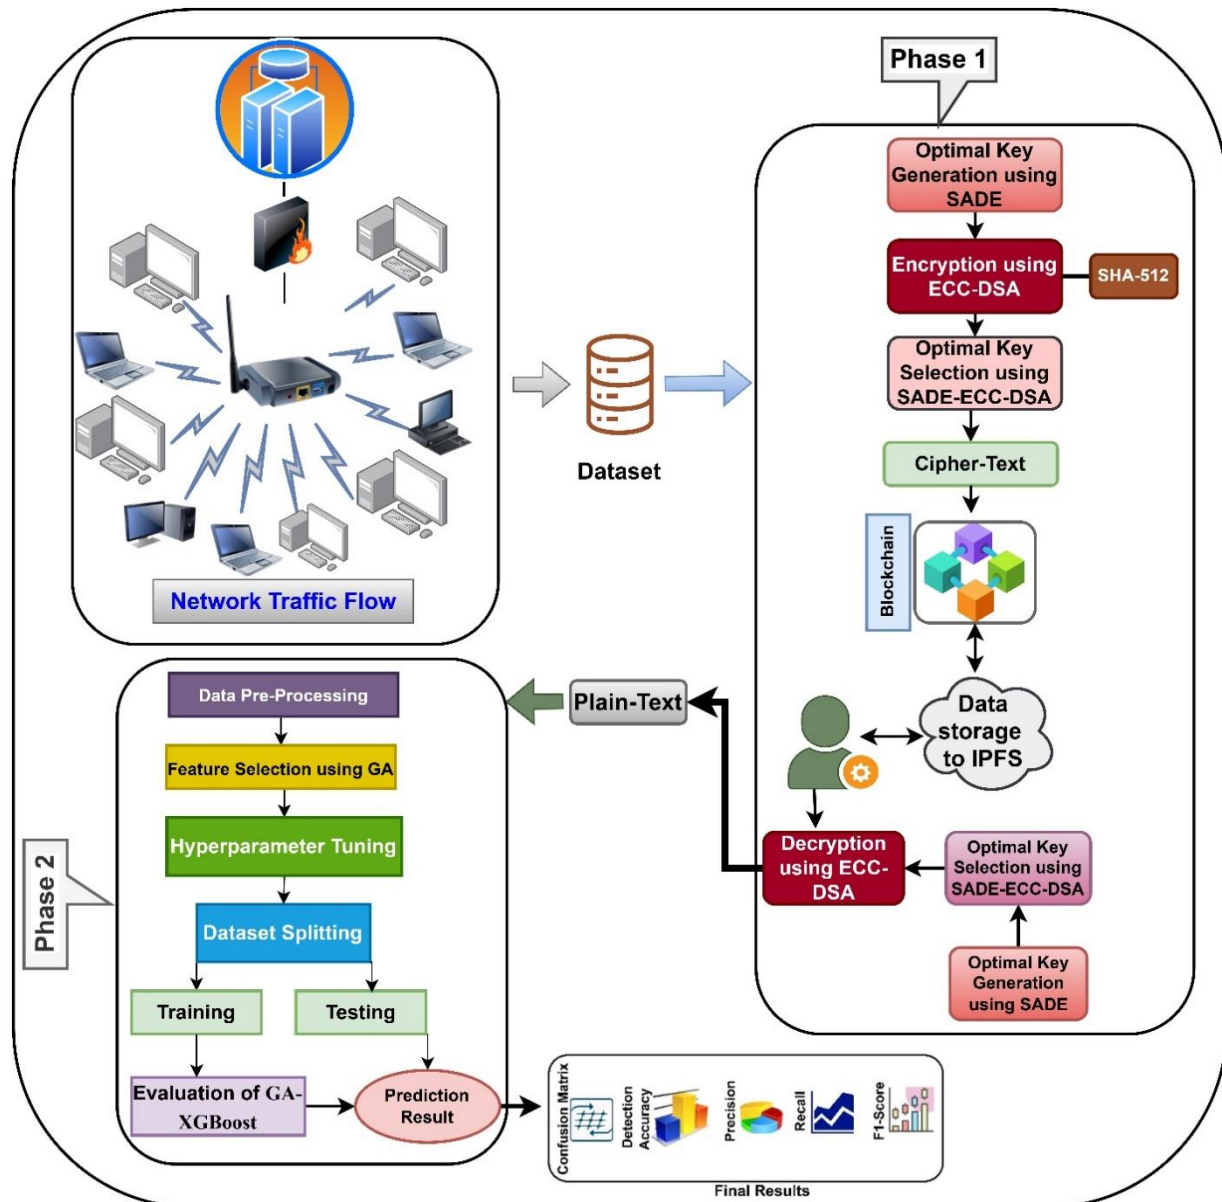 Phase 1
Optimal Key
Generation using
SADE
Encryption using
ECC-DSA
SHA-512
Optimal Key
Selection using
SADE-ECC-DSA
Cipher-Text
Blockchain
Data
storage
to IPFS
Decryption
using ECC-
DSA
Optimal Key
Selection using
SADE-ECC-DSA
Optimal Key
Generation
using SADE
Dataset
Network Traffic Flow
Plain-Text
Phase 2
Data Pre-Processing
Feature Selection using GA
Hyperparameter Tuning
Dataset Splitting
Training
Testing
Evaluation of GA-
XGBoost
Prediction
Result
Confusion Matrix
Detection
Accuracy
Precision
Recall
F1-Score
Final Results